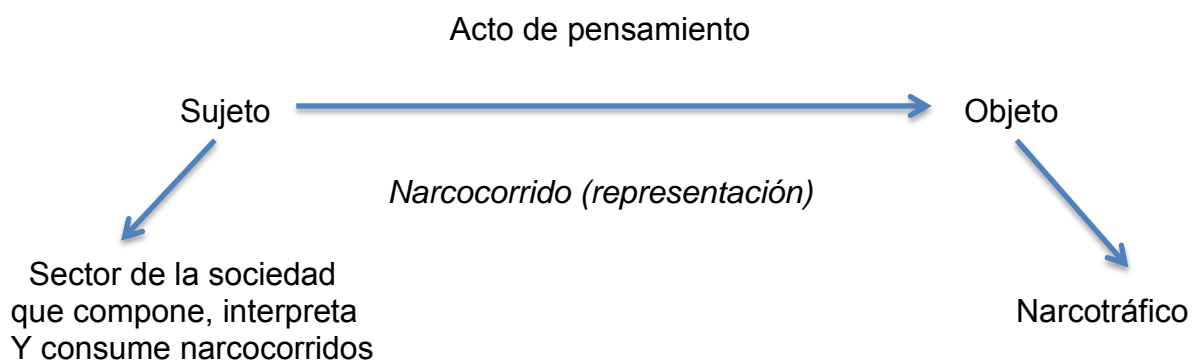 Acto de pensamiento
Sujeto
Objeto
Narcocorrido (representación)
Sector de la sociedad
que compone, interpreta
Y consume narcocorridos
Narcotráfico